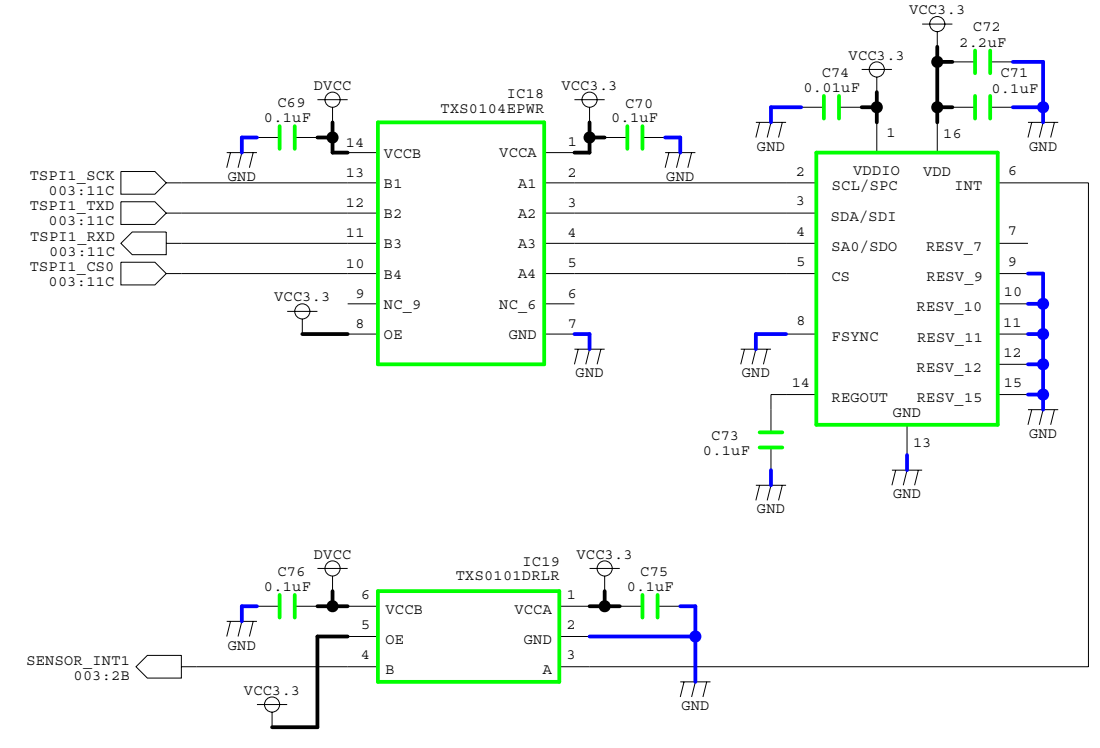 VCC3.3
C72
2.2uF
VCC3.3
C71
0.1uF
C74
0.01uF
GND
GND
1
16
DVCC
IC18
TXS0104EPWR
VCC3.3
C69
0.1uF
C70
0.1uF
GND
GND
14
VCCB
VCCA
1
TSPI1_SCK
003:11C
13
B1
A1
2
TSPI1_TXD
003:11C
12
B2
A2
3
TSPI1_RXD
003:11C
11
B3
A3
4
TSPI1_CS0
003:11C
10
B4
A4
5
9
NC_9
NC_6
6
VCC3.3
8
OE
GND
7
GND
VDDIO
VDD
2
SCL/SPC
INT
6
3
SDA/SDI
4
SA0/SDO
RESV_7
7
5
CS
RESV_9
9
RESV_10
10
8
FSYNC
RESV_11
11
GND
RESV_12
12
14
REGOUT
RESV_15
15
GND
GND
13
C73
0.1uF
GND
GND
DVCC
IC19
TXS0101DRLR
VCC3.3
C76
0.1uF
C75
0.1uF
GND
6
VCCB
VCCA
1
5
OE
GND
2
4
B
A
3
SENSOR_INT1
003:2B
VCC3.3
GND